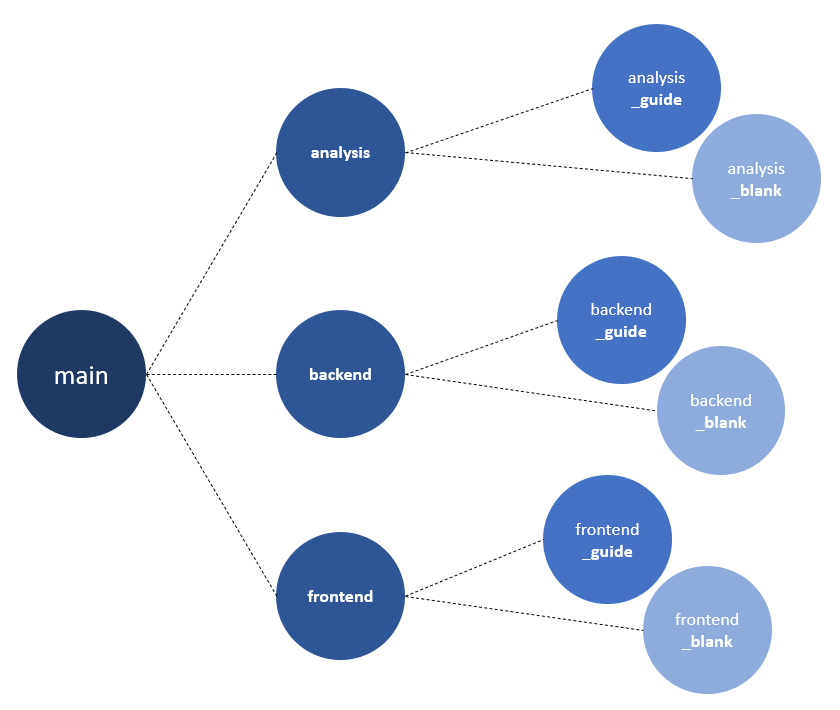 main
analysis
analysis
_guide
analysis
_blank
backend
backend
_guide
backend
_blank
frontend
frontend
_guide
frontend
_blank